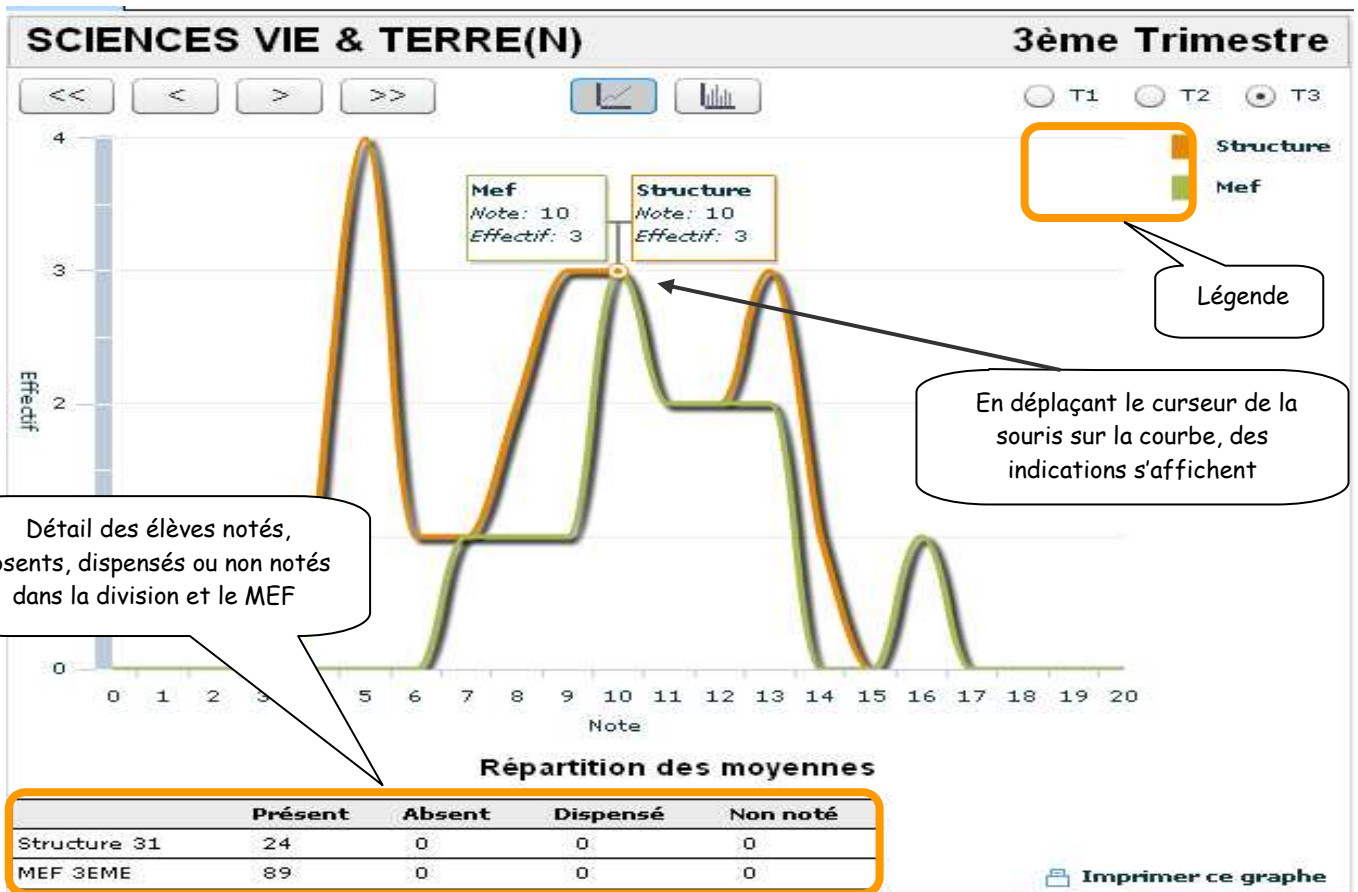 SCIENCES VIE & TERRE(N) 3ème Trimestre
<< < > >> T1 T2 T3
Structure
Mef
Légende
Mef
Note: 10
Effectif: 3
Structure
Note: 10
Effectif: 3
En déplaçant le curseur de la
souris sur la courbe, des
indications s'affichent
Effectif
4
3
2
0
Détail des élèves notés,
dispensés ou non notés
dans la division et le MEF
0 1 2 3 5 6 7 8 9 10 11 12 13 14 15 16 17 18 19 20
Note
Répartition des moyennes
Présent Absent Dispensé Non noté
Structure 31 24 0 0 0
MEF 3EME 89 0 0 0
Imprimer ce graphe